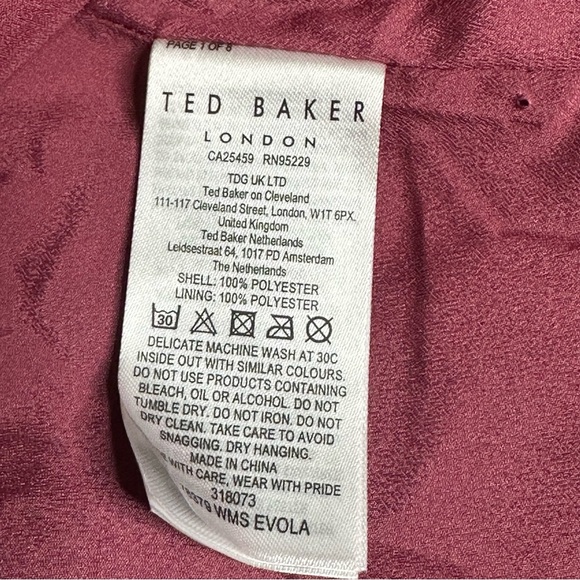 PAGE 1 OF 8
TED BAKER
LONDON
CA25459 RN95229
TDG UK LTD
Ted Baker on Cleveland
111-117 Cleveland Street, London, W1T 6PX.
United Kingdom
Ted Baker Netherlands
Leidsestraat 64, 1017 PD Amsterdam
The Netherlands
SHELL: 100% POLYESTER
LINING: 100% POLYESTER
30
DELICATE MACHINE WASH AT 30C
INSIDE OUT WITH SIMILAR COLOURS.
DO NOT USE PRODUCTS CONTAINING
BLEACH, OIL OR ALCOHOL. DO NOT
TUMBLE DRY. DO NOT IRON. DO NOT
DRY CLEAN. TAKE CARE TO AVOID
SNAGGING. DRY HANGING.
MADE IN CHINA
WITH CARE, WEAR WITH PRIDE
318073
WMS EVOLA